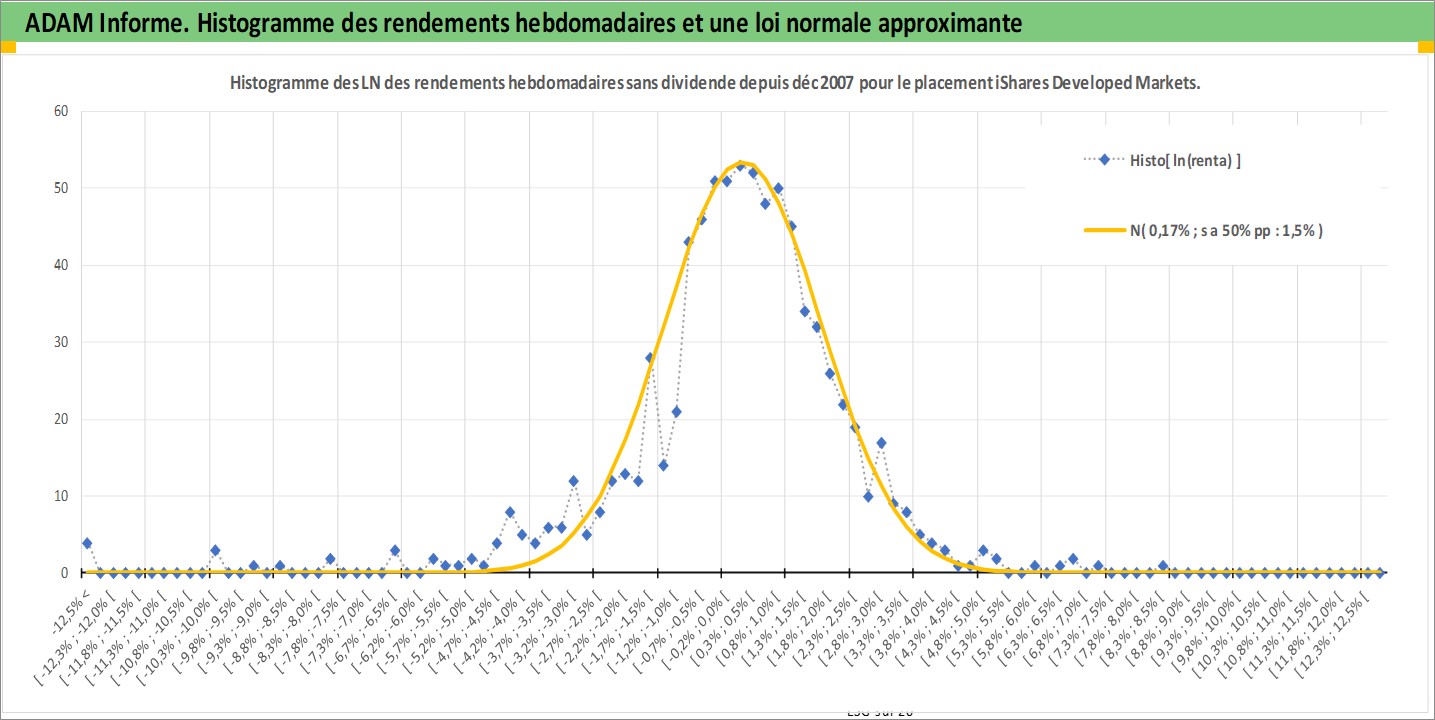 ADAM Informe. Histogramme des rendements hebdomadaires et une loi normale approximante
Histogramme des LN des rendements hebdomadaires sans dividende depuis déc 2007 pour le placement iShares Developed Markets.
60
50
40
30
20
10
0
Histo[ ln(renta) ]
N( 0,17% ; s a 50% pp : 1,5% )
-12,5% <
[ -12,3% ; -12,0% [
[ -11,8% ; -11,5% [
[ -11,3% ; -11,0% [
[ -10,8% ; -10,5% [
[ -10,3% ; -10,0% [
[ -9,8% ; -9,5% [
[ -9,3% ; -9,0% [
[ -8,8% ; -8,5% [
[ -8,3% ; -8,0% [
[ -7,8% ; -7,5% [
[ -7,3% ; -7,0% [
[ -6,7% ; -6,5% [
[ -6,2% ; -6,0% [
[ -5,7% ; -5,5% [
[ -5,2% ; -5,0% [
[ -4,7% ; -4,5% [
[ -4,2% ; -4,0% [
[ -3,7% ; -3,5% [
[ -3,2% ; -3,0% [
[ -2,7% ; -2,5% [
[ -2,2% ; -2,0% [
[ -1,7% ; -1,5% [
[ -1,2% ; -1,0% [
[ -0,7% ; -0,5% [
[ -0,2% ; 0,0% [
[ 0,3% ; 0,5% [
[ 0,8% ; 1,0% [
[ 1,3% ; 1,5% [
[ 1,8% ; 2,0% [
[ 2,3% ; 2,5% [
[ 2,8% ; 3,0% [
[ 3,3% ; 3,5% [
[ 3,8% ; 4,0% [
[ 4,3% ; 4,5% [
[ 4,8% ; 5,0% [
[ 5,3% ; 5,5% [
[ 5,8% ; 6,0% [
[ 6,3% ; 6,5% [
[ 6,8% ; 7,0% [
[ 7,3% ; 7,5% [
[ 7,8% ; 8,0% [
[ 8,3% ; 8,5% [
[ 8,8% ; 9,0% [
[ 9,3% ; 9,5% [
[ 9,8% ; 10,0% [
[ 10,3% ; 10,5% [
[ 10,8% ; 11,0% [
[ 11,3% ; 11,5% [
[ 11,8% ; 12,0% [
[ 12,3% ; 12,5% [